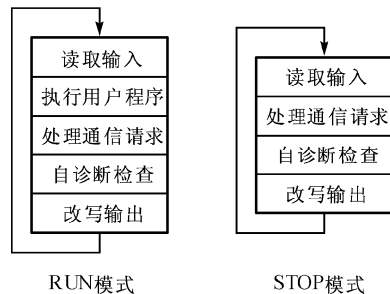 读取输入
执行用户程序
处理通信请求
自诊断检查
改写输出
RUN模式
读取输入
处理通信请求
自诊断检查
改写输出
STOP模式